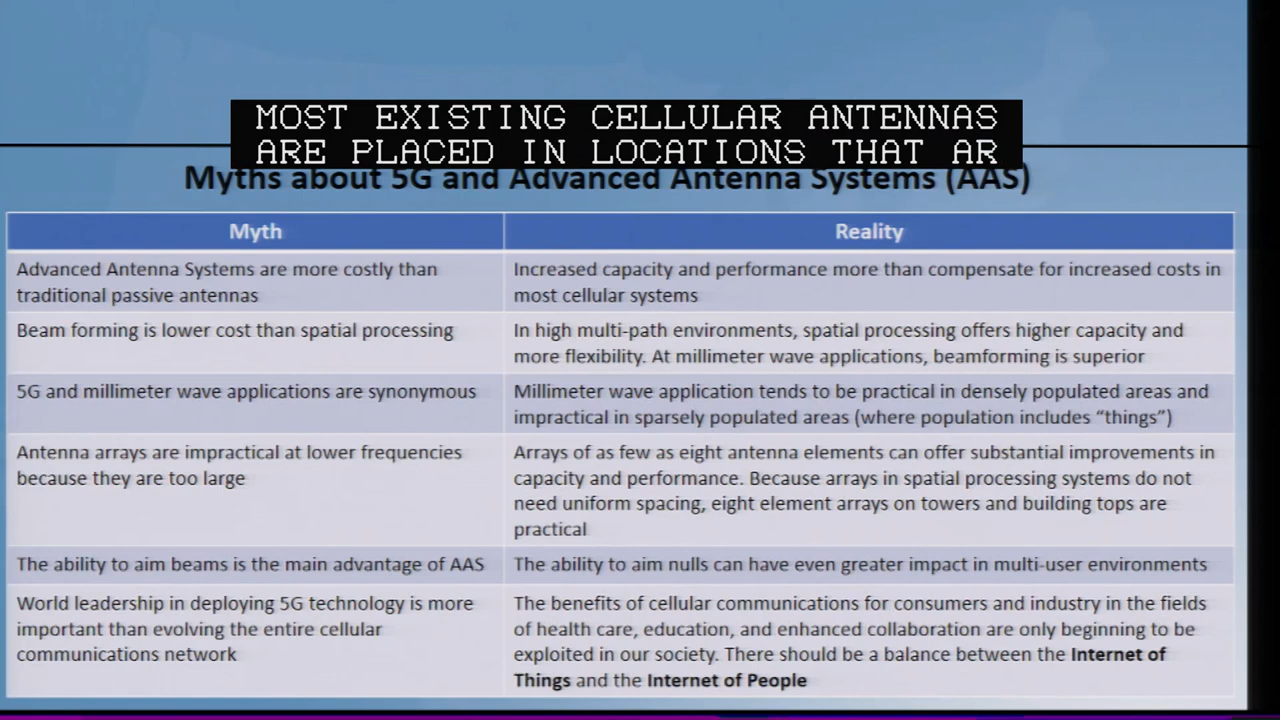 MOST EXISTING CELLULAR ANTENNAS
ARE PLACED IN LOCATIONS THAT AR
Myths about 5G and Advanced Antenna Systems (AAS)
Myth
Reality
Advanced Antenna Systems are more costly than
traditional passive antennas
Increased capacity and performance more than compensate for increased costs in
most cellular systems
Beam forming is lower cost than spatial processing
In high multi-path environments, spatial processing offers higher capacity and
more flexibility. At millimeter wave applications, beamforming is superior
5G and millimeter wave applications are synonymous
Millimeter wave application tends to be practical in densely populated areas and
impractical in sparsely populated areas (where population includes “things”)
Antenna arrays are impractical at lower frequencies
because they are too large
Arrays of as few as eight antenna elements can offer substantial improvements in
capacity and performance. Because arrays in spatial processing systems do not
need uniform spacing, eight element arrays on towers and building tops are
practical
The ability to aim beams is the main advantage of AAS
The ability to aim nulls can have even greater impact in multi-user environments
World leadership in deploying 5G technology is more
important than evolving the entire cellular
communications network
The benefits of cellular communications for consumers and industry in the fields
of health care, education, and enhanced collaboration are only beginning to be
exploited in our society. There should be a balance between the Internet of
Things and the Internet of People